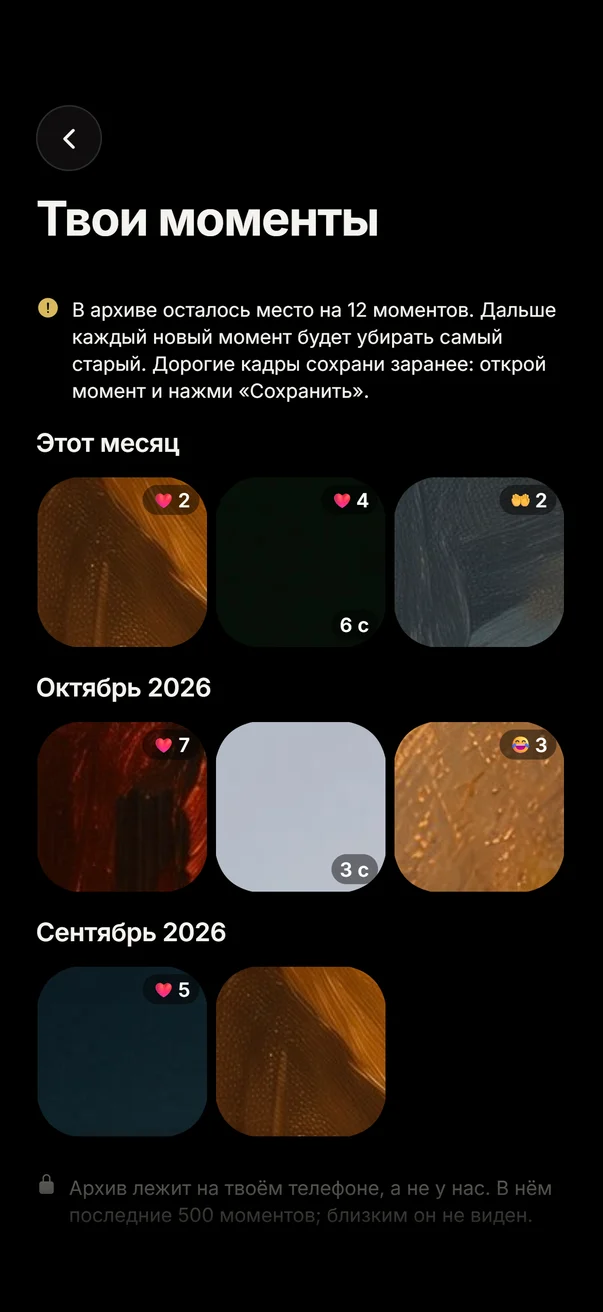 Твои моменты
В архиве осталось место на 12 моментов. Дальше
каждый новый момент будет убирать самый
старый. Дорогие кадры сохрани заранее: открой
момент и нажми «Сохранить».
Этот месяц
2
4
2
6 с
Октябрь 2026
7
3
3 с
Сентябрь 2026
5
Архив лежит на твоём телефоне, а не у нас. В нём
последние 500 моментов; близким он не виден.